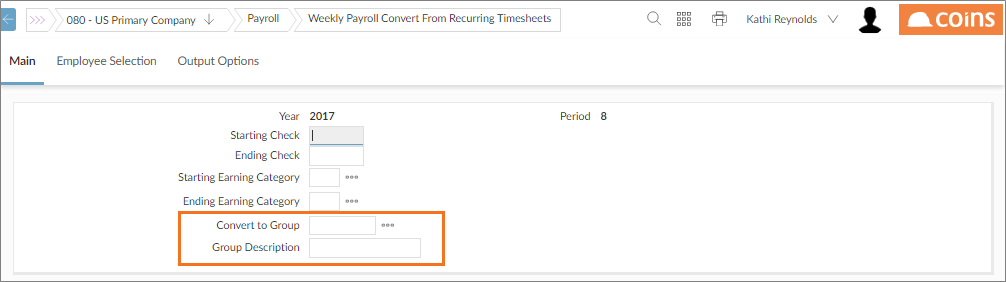 080 - US Primary Company Payroll Weekly Payroll Convert From Recurring Timesheets Kathi Reynolds coins
Main Employee Selection Output Options
Year 2017 Period 8
Starting Check
Ending Check
Starting Earning Category
Ending Earning Category
Convert to Group
Group Description